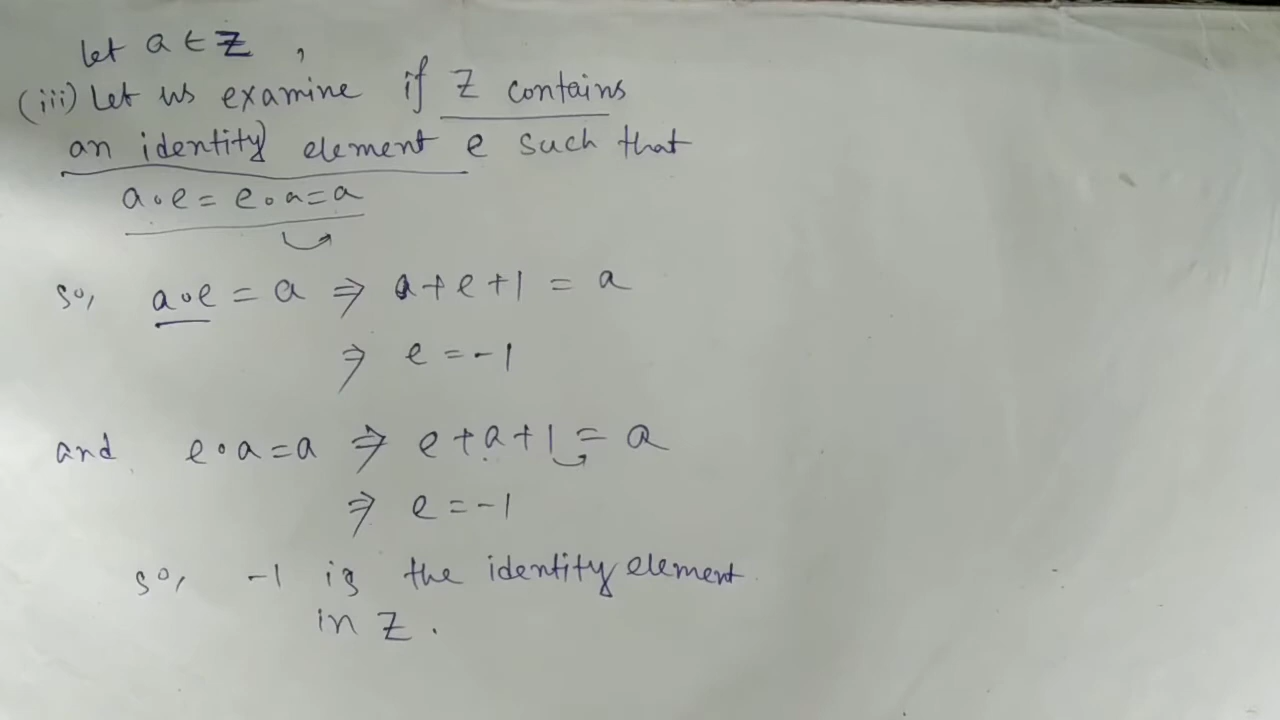 let a ∈ Z ,
(iii) Let us examine if Z contains
an identity element e such that
a∘e = e∘a = a
so, a∘e = a ⇒ a+e+1 = a
⇒ e = -1
and e∘a = a ⇒ e+a+1 = a
⇒ e = -1
so, -1 is the identity element
in Z .